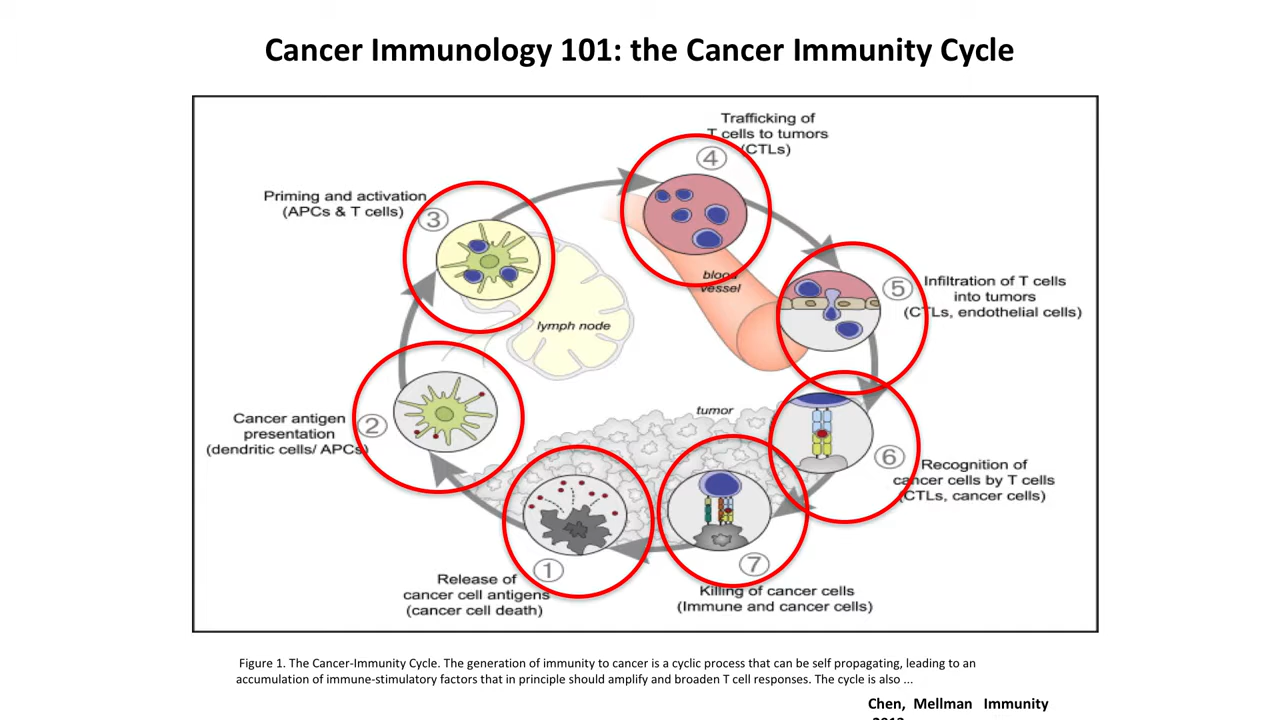 Cancer Immunology 101: the Cancer Immunity Cycle
Trafficking of
T cells to tumors
(CTLs)
④
Priming and activation
(APCs & T cells)
③
blood
vessel
⑤
Infiltration of T cells
into tumors
(CTLs, endothelial cells)
lymph node
tumor
Cancer antigen
presentation
(dendritic cells/ APCs)
②
⑥
Recognition of
cancer cells by T cells
(CTLs, cancer cells)
①
Release of
cancer cell antigens
(cancer cell death)
⑦
Killing of cancer cells
(Immune and cancer cells)
Figure 1. The Cancer-Immunity Cycle. The generation of immunity to cancer is a cyclic process that can be self propagating, leading to an
accumulation of immune-stimulatory factors that in principle should amplify and broaden T cell responses. The cycle is also ...
Chen, Mellman Immunity